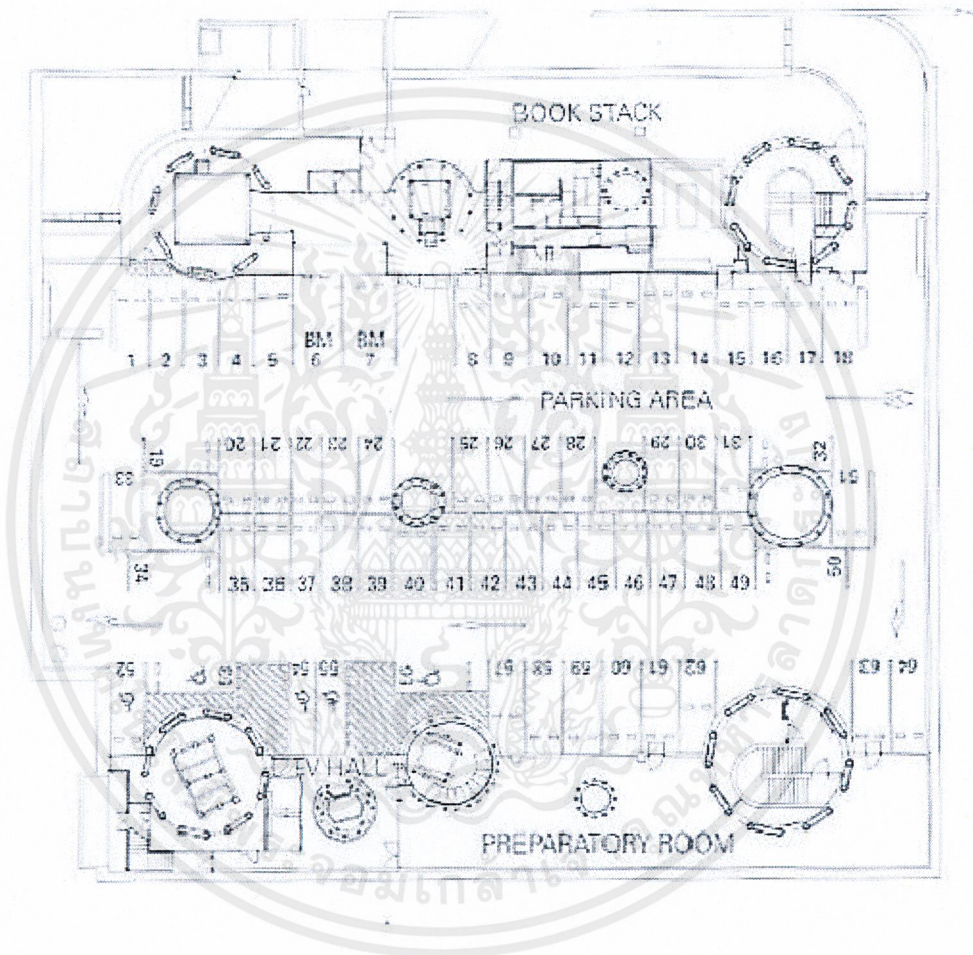 BOOK STACK
BM BM
1 2 3 4 5 6 7 8 9 10 11 12 13 14 15 16 17 18
PARKING AREA
19 20 21 22 23 24 25 26 27 28 29 30 31 32
33 51
34 35 36 37 38 39 40 41 42 43 44 45 46 47 48 49 50
52 53 54 55 57 58 59 60 61 62 63 64
EV HALL
PREPARATORY ROOM